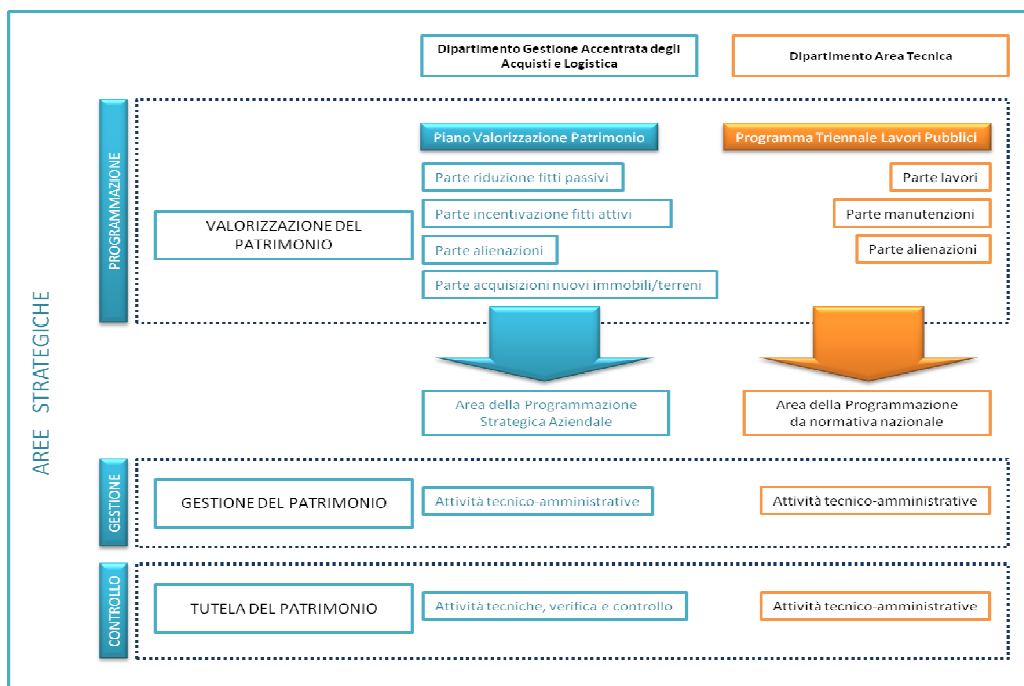 Dipartimento Gestione Accentrata degli
Acquisti e Logistica
Dipartimento Area Tecnica
AREE STRATEGICHE
PROGRAMMAZIONE
VALORIZZAZIONE DEL
PATRIMONIO
Piano Valorizzazione Patrimonio
Parte riduzione fitti passivi
Parte incentivazione fitti attivi
Parte alienazioni
Parte acquisizioni nuovi immobili/terreni
Programma Triennale Lavori Pubblici
Parte lavori
Parte manutenzioni
Parte alienazioni
Area della Programmazione
Strategica Aziendale
Area della Programmazione
da normativa nazionale
GESTIONE
GESTIONE DEL PATRIMONIO
Attività tecnico-amministrative
Attività tecnico-amministrative
CONTROLLO
TUTELA DEL PATRIMONIO
Attività tecniche, verifica e controllo
Attività tecnico-amministrative